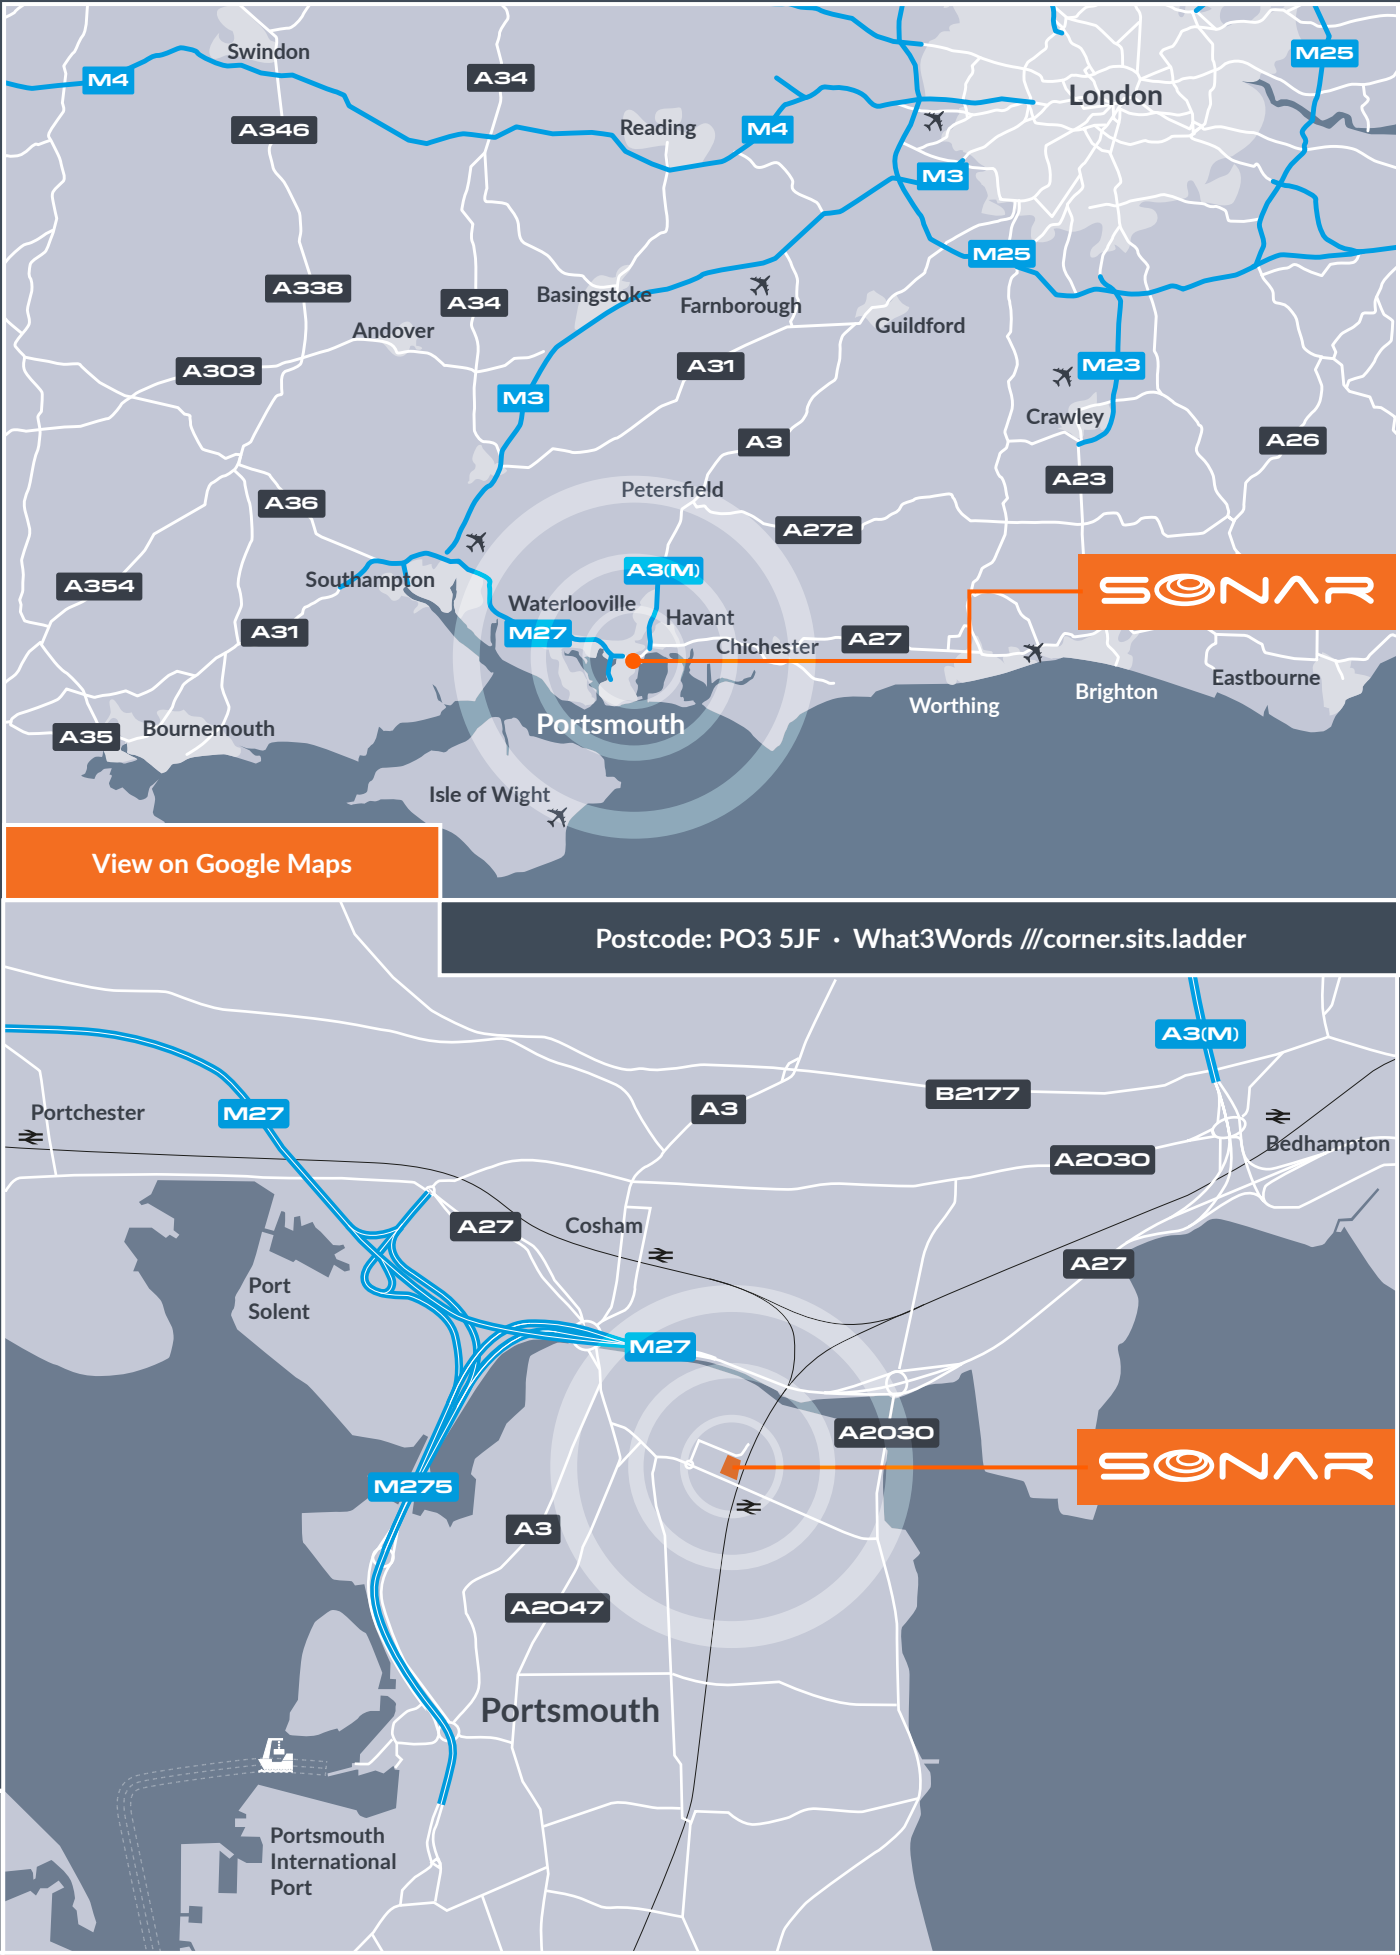 Swindon
M4
A34
M25
London
A346
Reading
M4
M3
M25
A338
A34
Basingstoke
Farnborough
Andover
Guildford
A303
A31
M23
M3
Crawley
A3
A26
A23
Petersfield
A36
A272
A3(M)
Southampton
A354
SONAR
Waterlooville
Havant
A31
M27
A27
Chichester
Eastbourne
Brighton
Worthing
Portsmouth
Bournemouth
A35
Isle of Wight
View on Google Maps
Postcode: PO3 5JF · What3Words ///corner.sits.ladder
A3(M)
B2177
A3
Portchester
M27
Bedhampton
A2030
A27
Cosham
A27
Port
Solent
M27
A2030
SONAR
M275
A3
A2047
Portsmouth
Portsmouth
International
Port